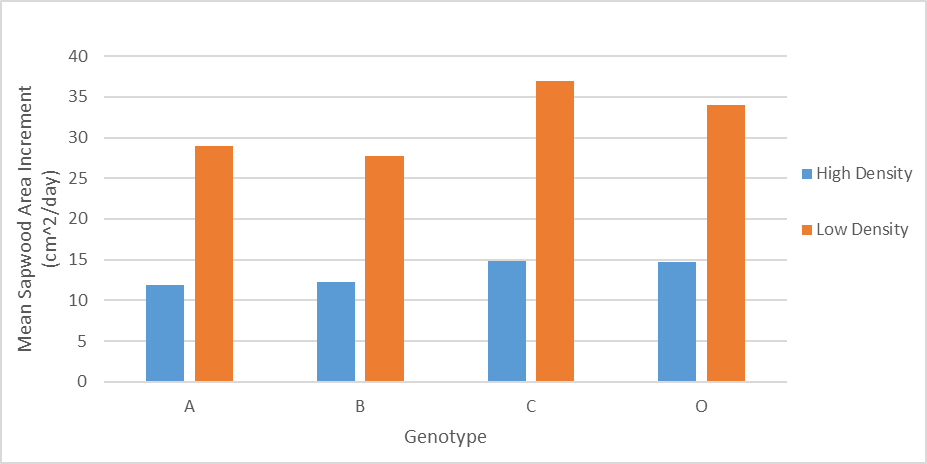 40
35
30
25
20
15
10
5
0
Mean Sapwood Area Increment
(cm^2/day)
A B C O
Genotype
High Density
Low Density